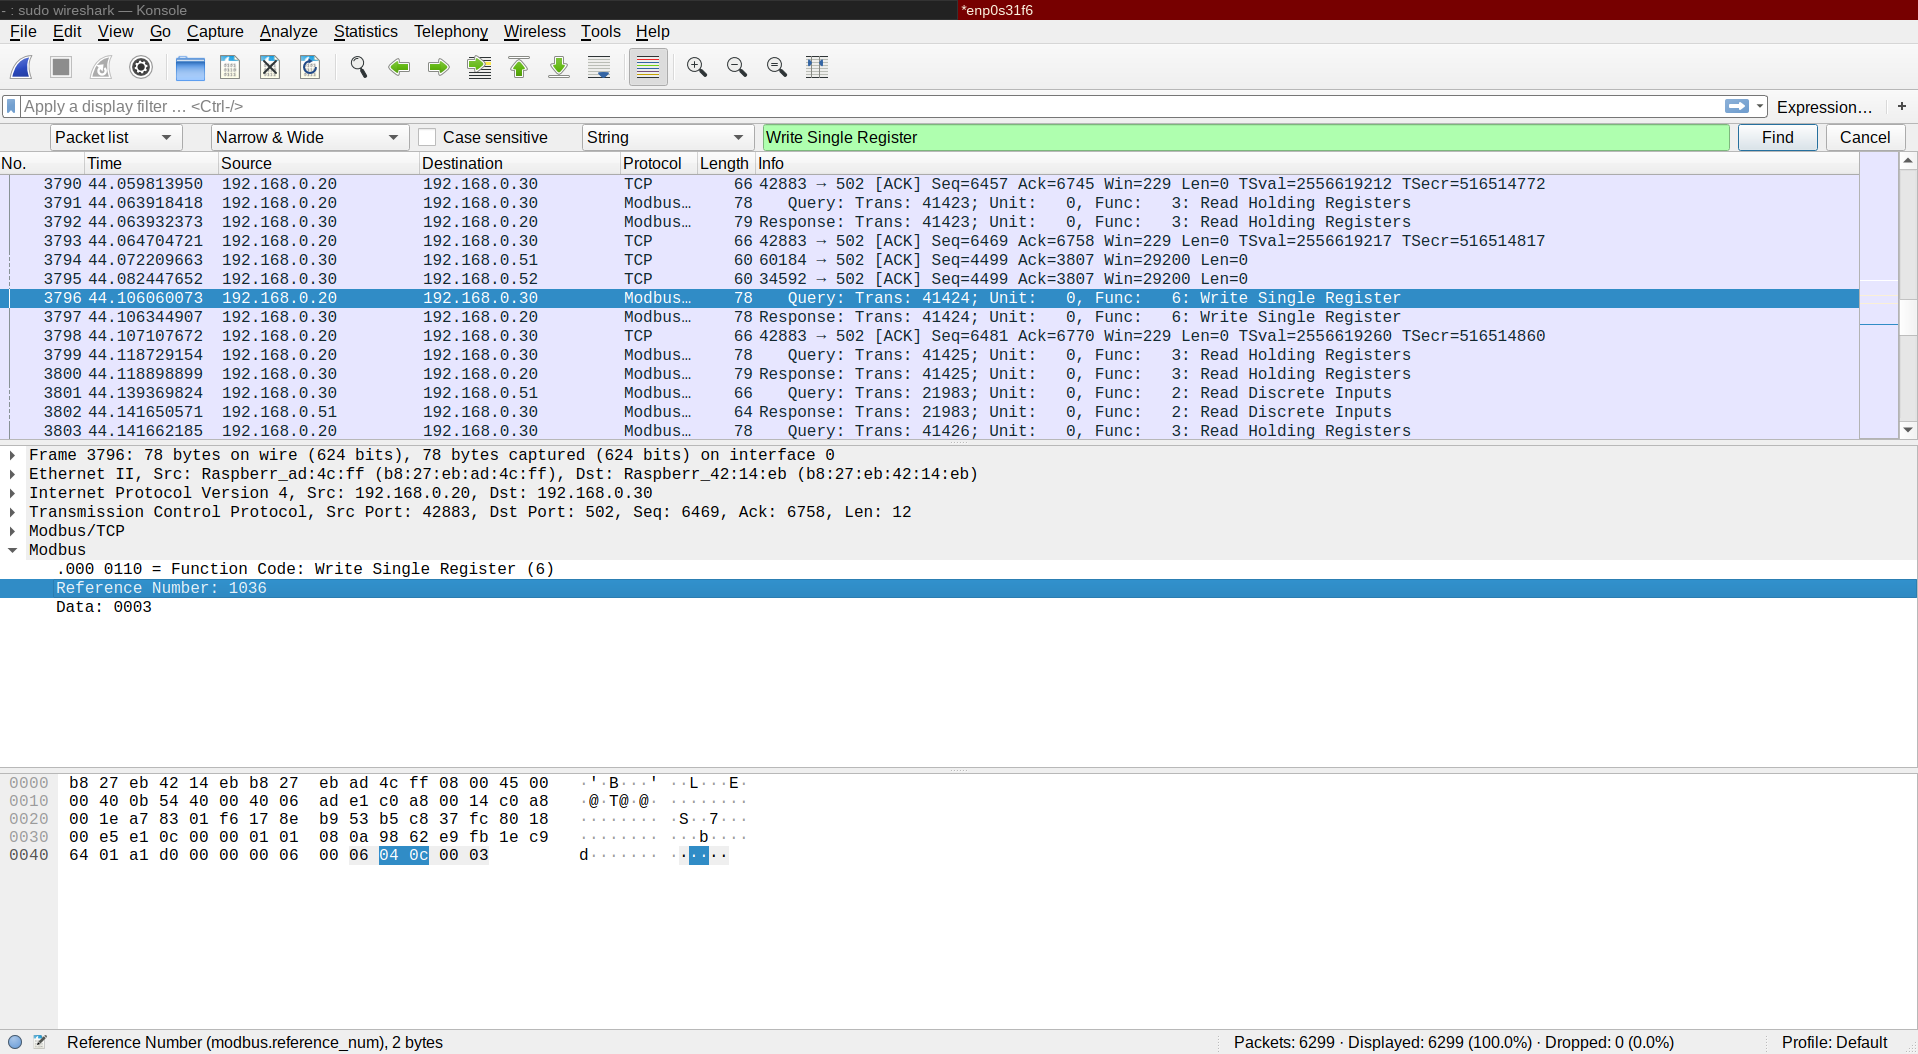 - : sudo wireshark — Konsole
*enp0s31f6
File Edit View Go Capture Analyze Statistics Telephony Wireless Tools Help
Apply a display filter … <Ctrl-/>
Expression… +
Packet list Narrow & Wide Case sensitive String Write Single Register Find Cancel
No. Time Source Destination Protocol Length Info
3790 44.059813950 192.168.0.20 192.168.0.30 TCP 66 42883 → 502 [ACK] Seq=6457 Ack=6745 Win=229 Len=0 TSval=2556619212 TSecr=516514772
3791 44.063918418 192.168.0.20 192.168.0.30 Modbus… 78 Query: Trans: 41423; Unit: 0, Func: 3: Read Holding Registers
3792 44.063932373 192.168.0.30 192.168.0.20 Modbus… 79 Response: Trans: 41423; Unit: 0, Func: 3: Read Holding Registers
3793 44.064704721 192.168.0.20 192.168.0.30 TCP 66 42883 → 502 [ACK] Seq=6469 Ack=6758 Win=229 Len=0 TSval=2556619217 TSecr=516514817
3794 44.072209663 192.168.0.30 192.168.0.51 TCP 60 60184 → 502 [ACK] Seq=4499 Ack=3807 Win=29200 Len=0
3795 44.082447652 192.168.0.30 192.168.0.52 TCP 60 34592 → 502 [ACK] Seq=4499 Ack=3807 Win=29200 Len=0
3796 44.106060073 192.168.0.20 192.168.0.30 Modbus… 78 Query: Trans: 41424; Unit: 0, Func: 6: Write Single Register
3797 44.106344907 192.168.0.30 192.168.0.20 Modbus… 78 Response: Trans: 41424; Unit: 0, Func: 6: Write Single Register
3798 44.107107672 192.168.0.20 192.168.0.30 TCP 66 42883 → 502 [ACK] Seq=6481 Ack=6770 Win=229 Len=0 TSval=2556619260 TSecr=516514860
3799 44.118729154 192.168.0.20 192.168.0.30 Modbus… 78 Query: Trans: 41425; Unit: 0, Func: 3: Read Holding Registers
3800 44.118898899 192.168.0.30 192.168.0.20 Modbus… 79 Response: Trans: 41425; Unit: 0, Func: 3: Read Holding Registers
3801 44.139369824 192.168.0.30 192.168.0.51 Modbus… 66 Query: Trans: 21983; Unit: 0, Func: 2: Read Discrete Inputs
3802 44.141650571 192.168.0.51 192.168.0.30 Modbus… 64 Response: Trans: 21983; Unit: 0, Func: 2: Read Discrete Inputs
3803 44.141662185 192.168.0.20 192.168.0.30 Modbus… 78 Query: Trans: 41426; Unit: 0, Func: 3: Read Holding Registers
Frame 3796: 78 bytes on wire (624 bits), 78 bytes captured (624 bits) on interface 0
Ethernet II, Src: Raspberr_ad:4c:ff (b8:27:eb:ad:4c:ff), Dst: Raspberr_42:14:eb (b8:27:eb:42:14:eb)
Internet Protocol Version 4, Src: 192.168.0.20, Dst: 192.168.0.30
Transmission Control Protocol, Src Port: 42883, Dst Port: 502, Seq: 6469, Ack: 6758, Len: 12
Modbus/TCP
Modbus
.000 0110 = Function Code: Write Single Register (6)
Reference Number: 1036
Data: 0003
0000 b8 27 eb 42 14 eb b8 27 eb ad 4c ff 08 00 45 00 ·'·B···' ··L···E·
0010 00 40 0b 54 40 00 40 06 ad e1 c0 a8 00 14 c0 a8 ·@·T@·@· ········
0020 00 1e a7 83 01 f6 17 8e b9 53 b5 c8 37 fc 80 18 ········ ·S··7···
0030 00 e5 e1 0c 00 00 01 01 08 0a 98 62 e9 fb 1e c9 ········ ···b····
0040 64 01 a1 d0 00 00 00 06 00 06 04 0c 00 03 d······· ······
Reference Number (modbus.reference_num), 2 bytes
Packets: 6299 · Displayed: 6299 (100.0%) · Dropped: 0 (0.0%)
Profile: Default